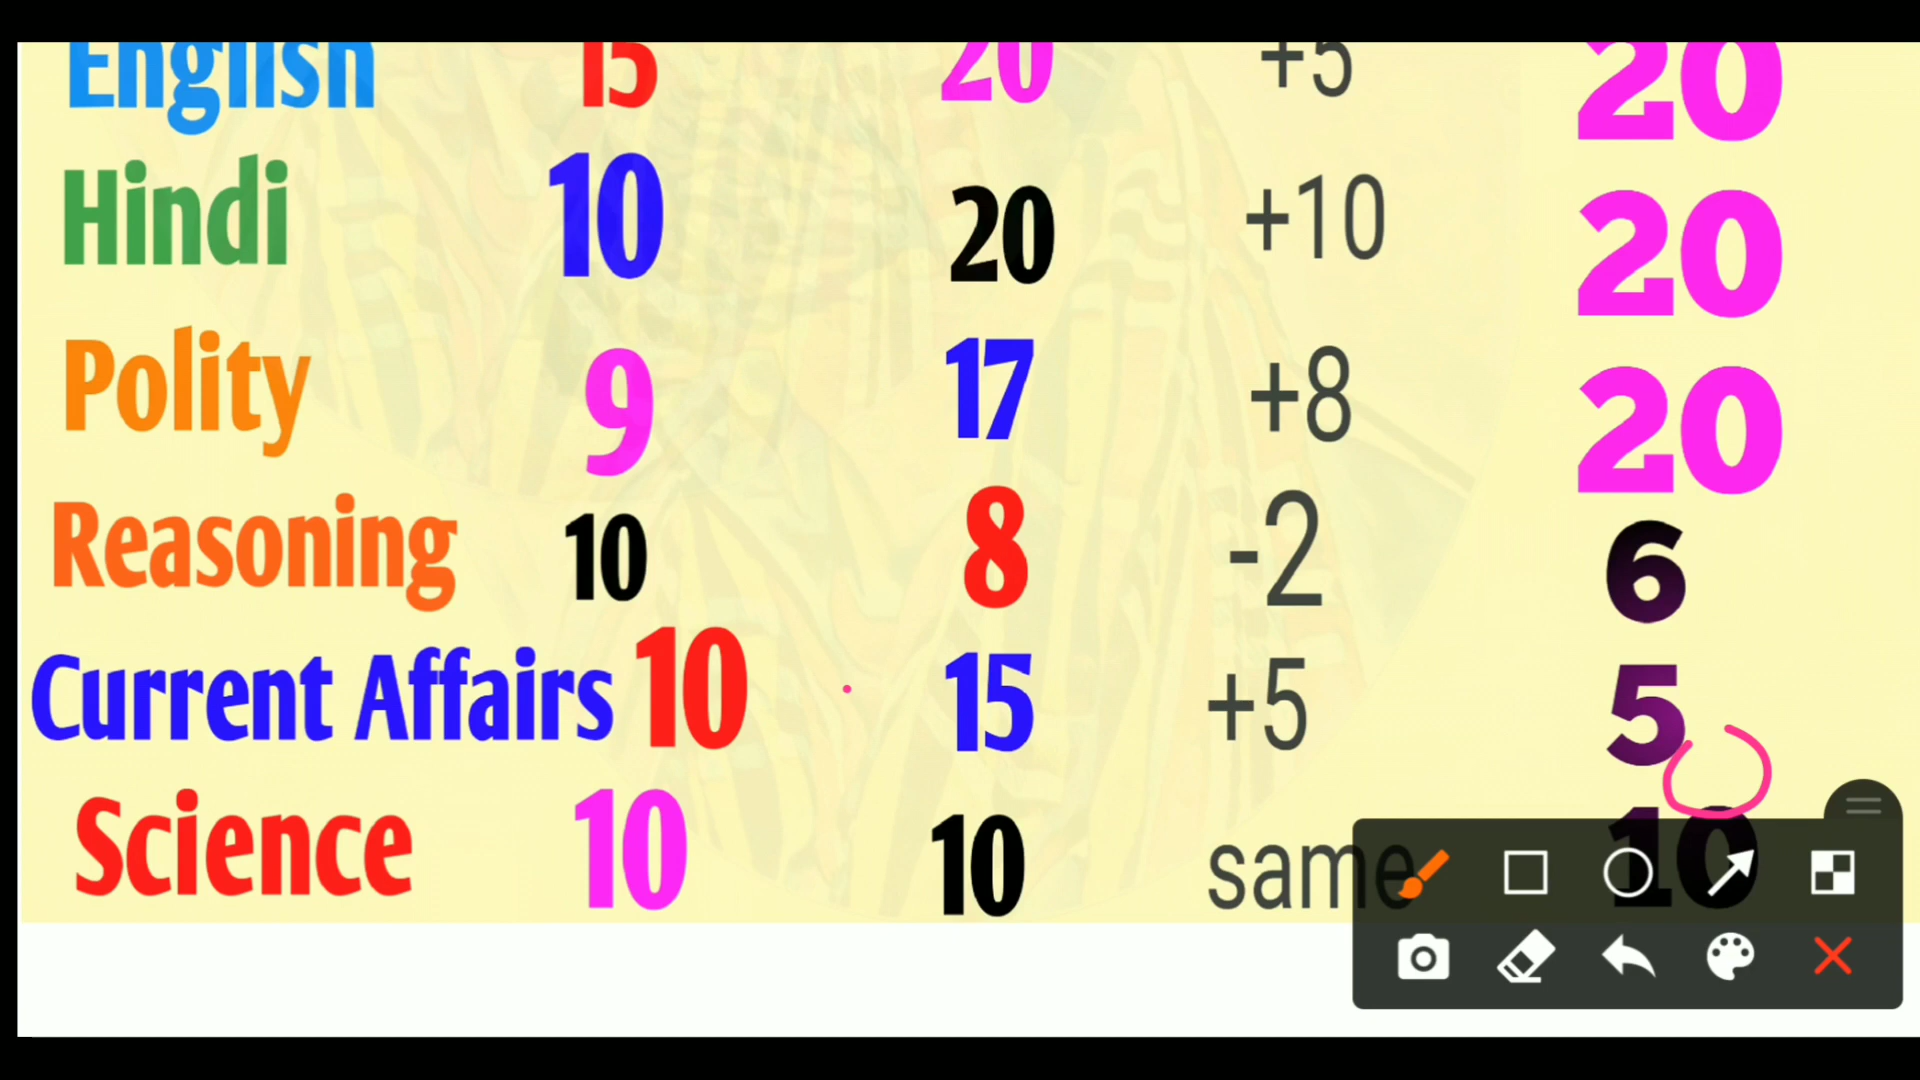 English 15 20 +5 20
Hindi 10 20 +10 20
Polity 9 17 +8 20
Reasoning 10 8 -2 6
Current Affairs 10 15 +5 5
Science 10 10 same 10